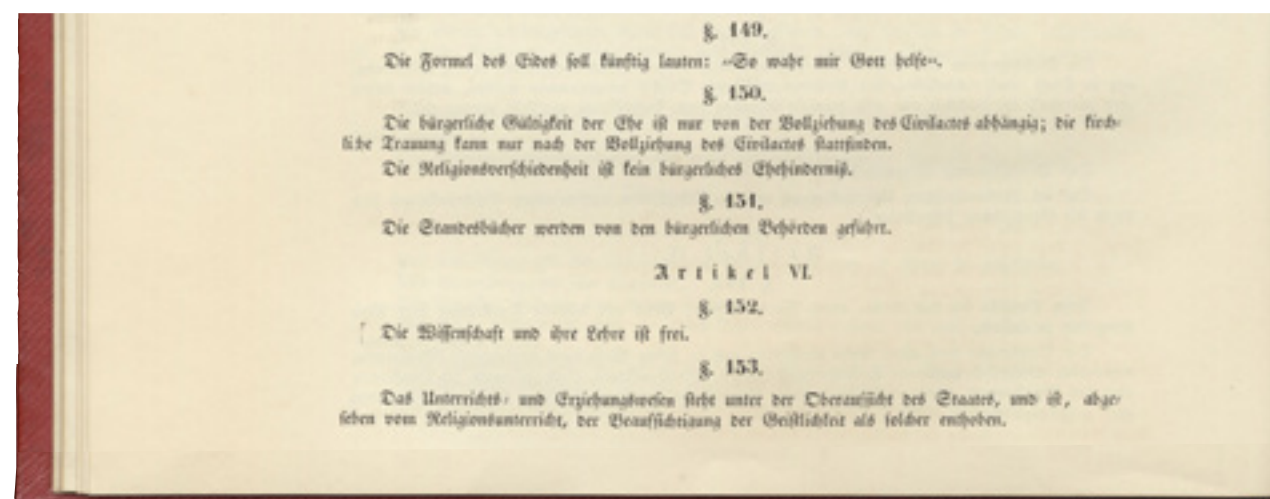 §. 149.
Die Formel des Eides soll künftig lauten: „So wahr mir Gott helfe“.
§. 150.
Die bürgerliche Gültigkeit der Ehe ist nur von der Vollziehung des Civilactes abhängig; die kirch-
liche Trauung kann nur nach der Vollziehung des Civilactes stattfinden.
Die Religionsverschiedenheit ist kein bürgerliches Ehehinderniß.
§. 151.
Die Standesbücher werden von den bürgerlichen Behörden geführt.
Artikel VI.
§. 152.
Die Wissenschaft und ihre Lehre ist frei.
§. 153.
Das Unterrichts- und Erziehungswesen steht unter der Oberaufsicht des Staates, und ist, abge-
sehen vom Religionsunterricht, der Beaufsichtigung der Geistlichkeit als solcher enthoben.